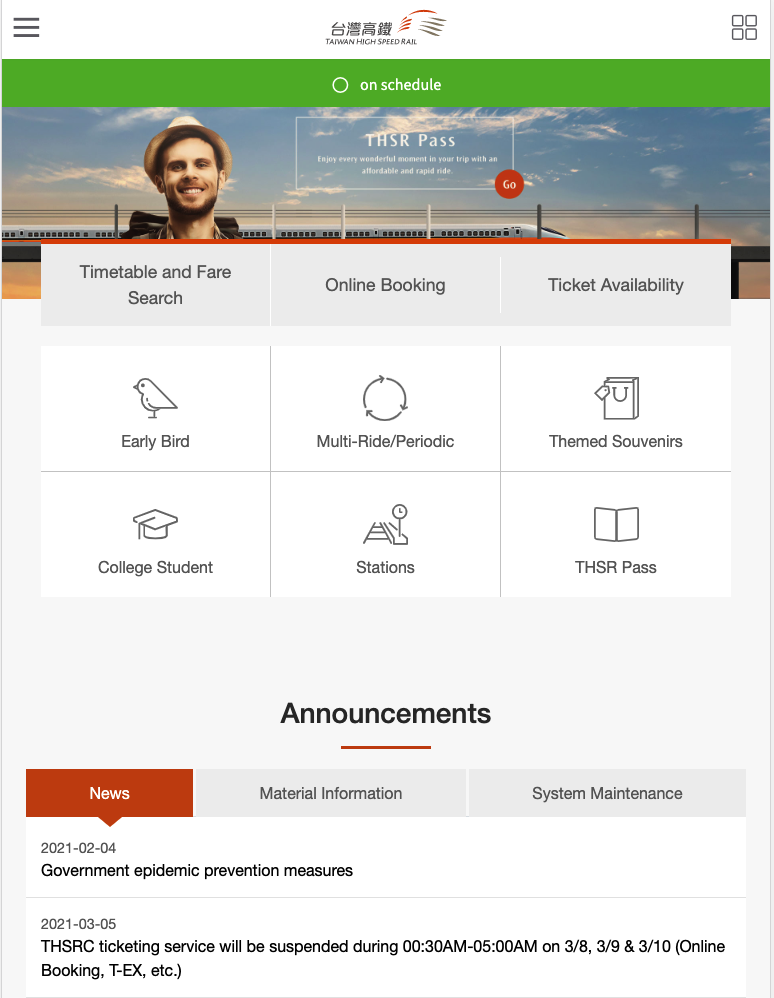 台灣高鐵
TAIWAN HIGH SPEED RAIL
on schedule
THSR Pass
Enjoy every wonderful moment in your trip with an
affordable and rapid ride.
Go
Timetable and Fare
Search
Online Booking
Ticket Availability
Early Bird
Multi-Ride/Periodic
Themed Souvenirs
College Student
Stations
THSR Pass
Announcements
News
Material Information
System Maintenance
2021-02-04
Government epidemic prevention measures
2021-03-05
THSRC ticketing service will be suspended during 00:30AM-05:00AM on 3/8, 3/9 & 3/10 (Online
Booking, T-EX, etc.)